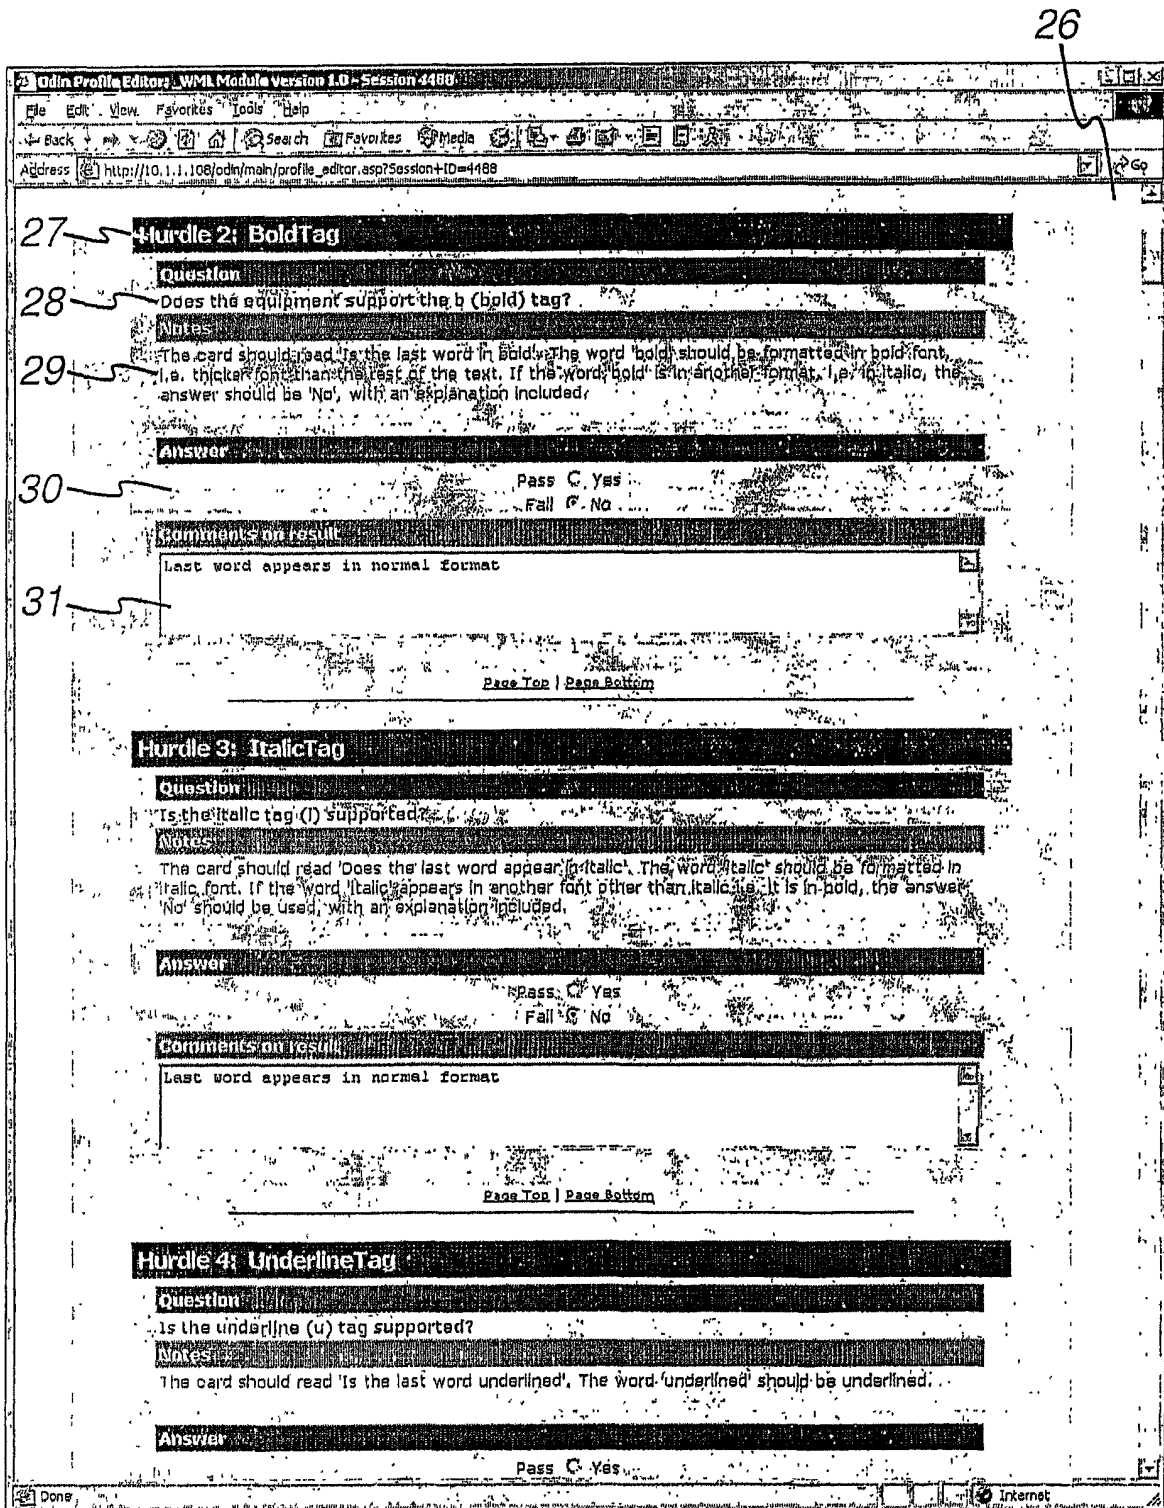 26
Odin Profile Editor: WML Module version 1.0 - Session 4488
File Edit View Favorites Tools Help
Back Search Favorites Media
Address http://10.1.1.108/odin/main/profile_editor.asp?Session+ID=4488 Go
27 Hurdle 2: BoldTag
Question
28 Does the equipment support the b (bold) tag?
Notes
The card should read 'Is the last word in bold'. The word 'bold' should be formatted in bold font,
29 i.e. thicker font than the rest of the text. If the word 'bold' is in another format, i.e. in italic, the
answer should be 'No', with an explanation included.
Answer
30 Pass Yes
Fail No
Comments on result
Last word appears in normal format
31
Page Top | Page Bottom
Hurdle 3: ItalicTag
Question
Is the italic tag (i) supported?
Notes
The card should read 'Does the last word appear in italic'. The word 'italic' should be formatted in
italic font. If the word 'italic' appears in another font other than italic i.e. it is in bold, the answer
'No' should be used, with an explanation included.
Answer
Pass Yes
Fail No
Comments on result
Last word appears in normal format
Page Top | Page Bottom
Hurdle 4: UnderlineTag
Question
Is the underline (u) tag supported?
Notes
The card should read 'Is the last word underlined'. The word 'underlined' should be underlined.
Answer
Pass Yes
Done Internet